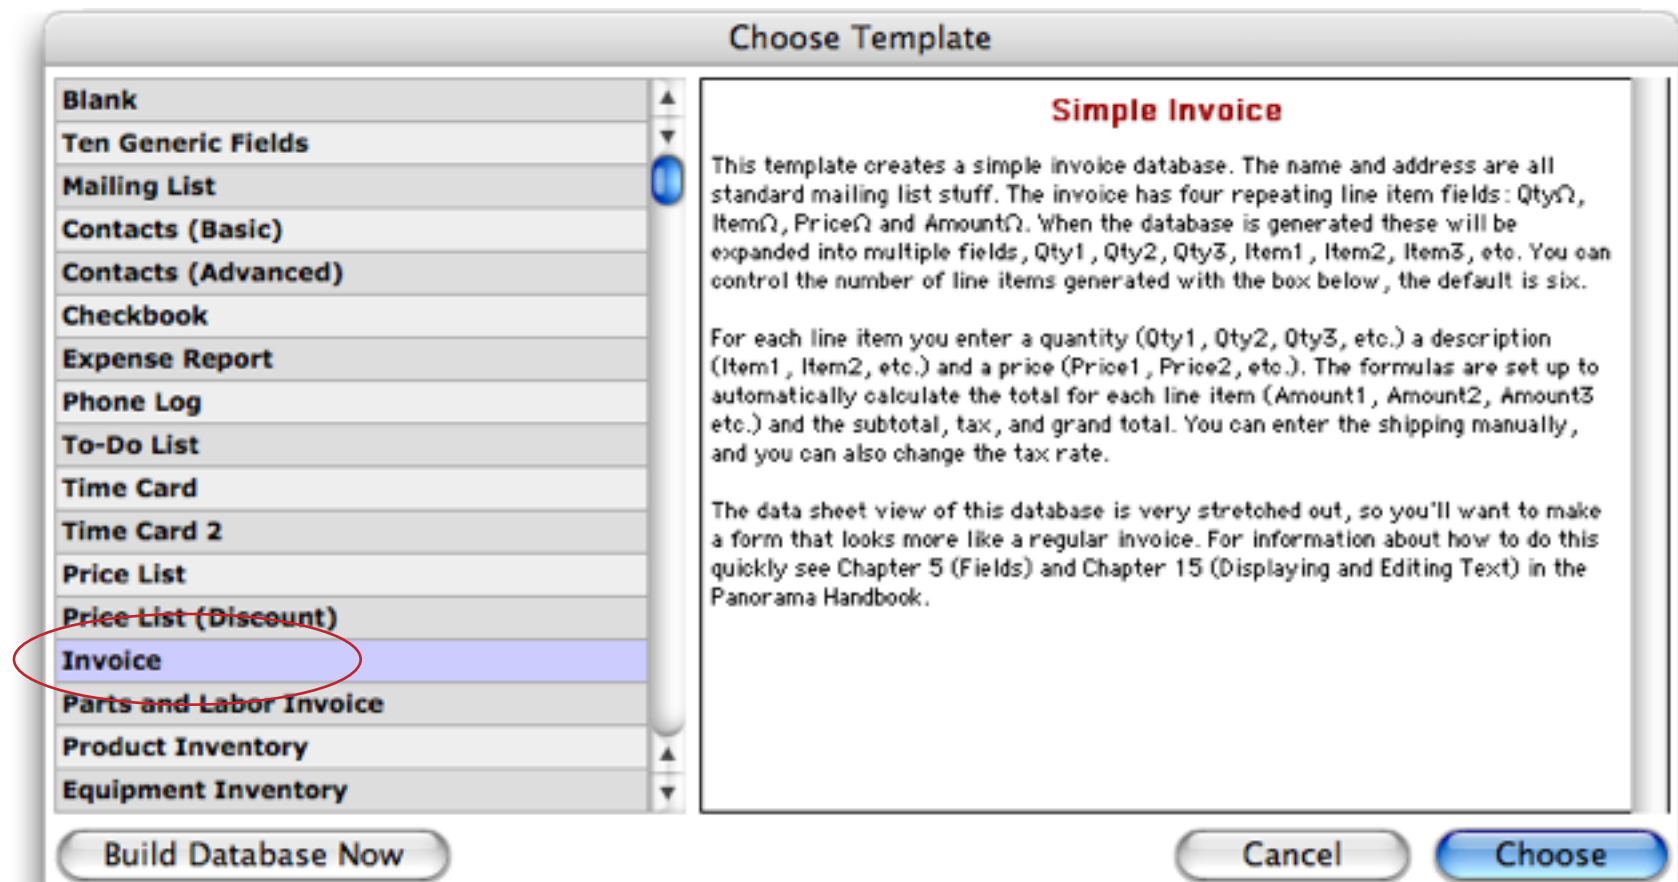 Choose Template
Blank
Ten Generic Fields
Mailing List
Contacts (Basic)
Contacts (Advanced)
Checkbook
Expense Report
Phone Log
To-Do List
Time Card
Time Card 2
Price List
Price List (Discount)
Invoice
Parts and Labor Invoice
Product Inventory
Equipment Inventory
Simple Invoice
This template creates a simple invoice database. The name and address are all
standard mailing list stuff. The invoice has four repeating line item fields: QtyΩ,
ItemΩ, PriceΩ and AmountΩ. When the database is generated these will be
expanded into multiple fields, Qty1, Qty2, Qty3, Item1, Item2, Item3, etc. You can
control the number of line items generated with the box below, the default is six.
For each line item you enter a quantity (Qty1, Qty2, Qty3, etc.) a description
(Item1, Item2, etc.) and a price (Price1, Price2, etc.). The formulas are set up to
automatically calculate the total for each line item (Amount1, Amount2, Amount3
etc.) and the subtotal, tax, and grand total. You can enter the shipping manually,
and you can also change the tax rate.
The data sheet view of this database is very stretched out, so you'll want to make
a form that looks more like a regular invoice. For information about how to do this
quickly see Chapter 5 (Fields) and Chapter 15 (Displaying and Editing Text) in the
Panorama Handbook.
Build Database Now
Cancel
Choose